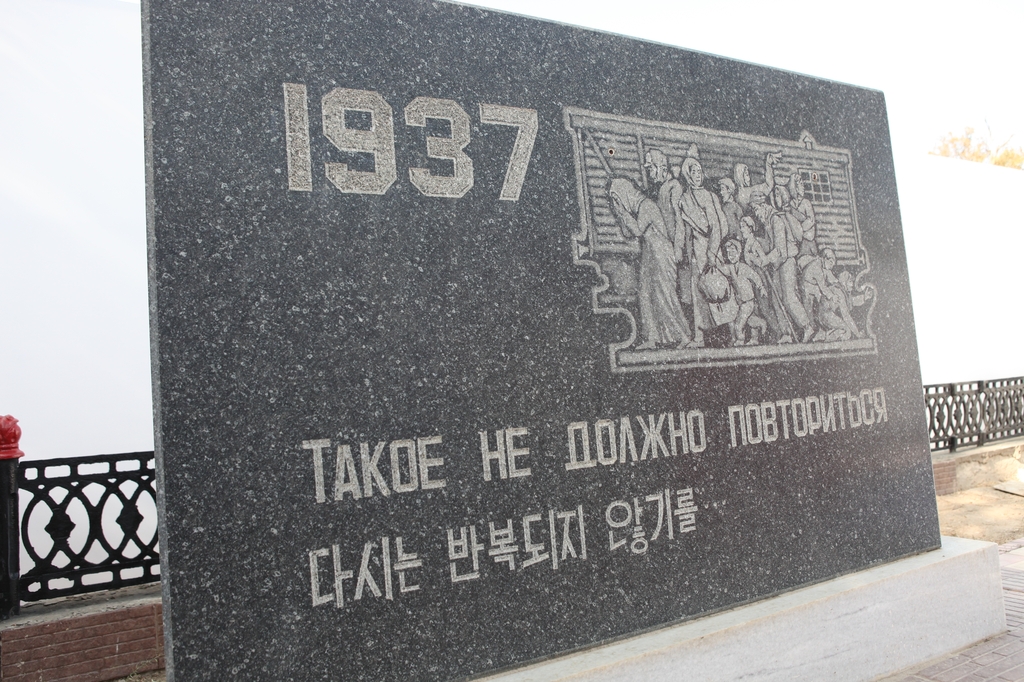 1937
ТАКОЕ НЕ ДОЛЖНО ПОВТОРИТЬСЯ
다시는 반복되지 않기를...